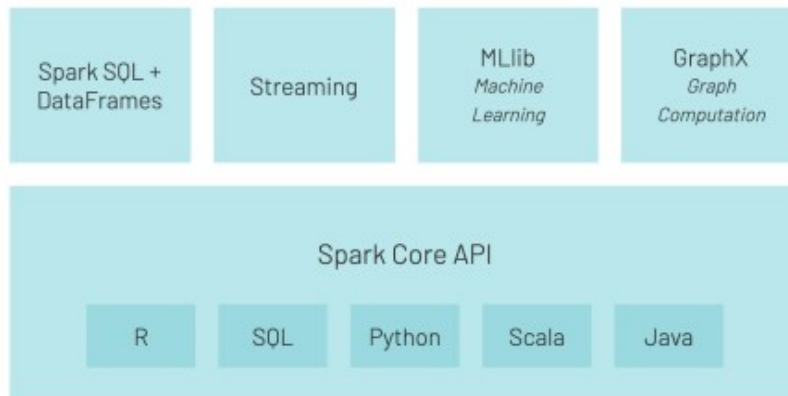 Spark SQL +
DataFrames
Streaming
MLlib
Machine
Learning
GraphX
Graph
Computation
Spark Core API
R
SQL
Python
Scala
Java